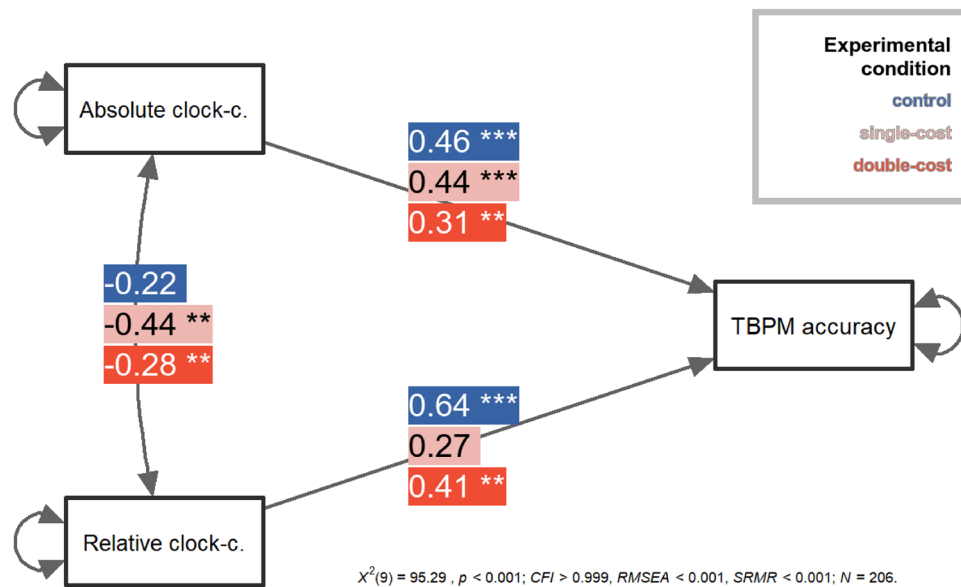 Experimental
condition
control
single-cost
double-cost
Absolute clock-c.
0.46 ***
0.44 ***
0.31 **
-0.22
-0.44 **
-0.28 **
TBPM accuracy
0.64 ***
0.27
0.41 **
Relative clock-c.
X²(9) = 95.29 , p < 0.001; CFI > 0.999, RMSEA < 0.001, SRMR < 0.001; N = 206.